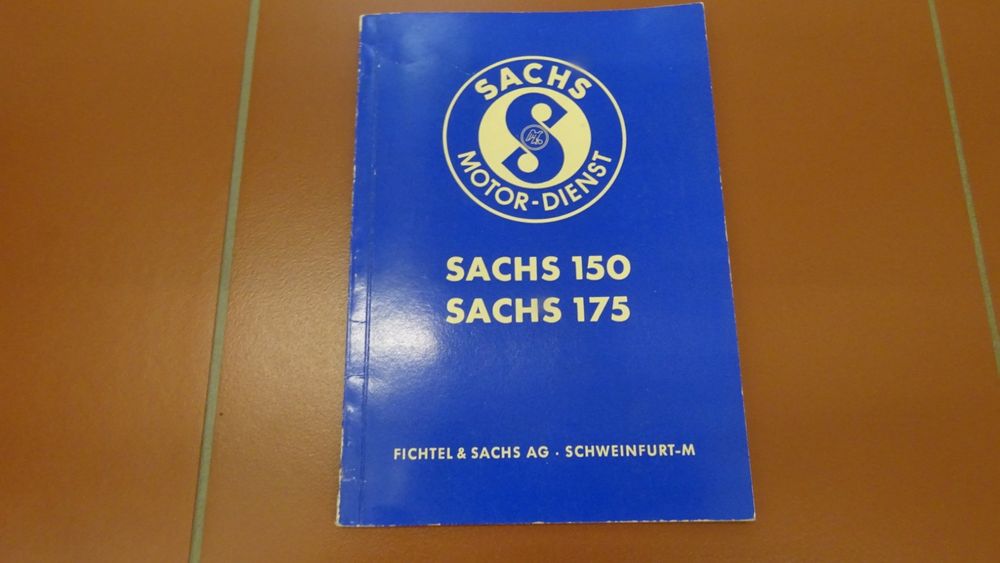 SACHS
MOTOR-DIENST
SACHS 150
SACHS 175
FICHTEL & SACHS AG · SCHWEINFURT-M